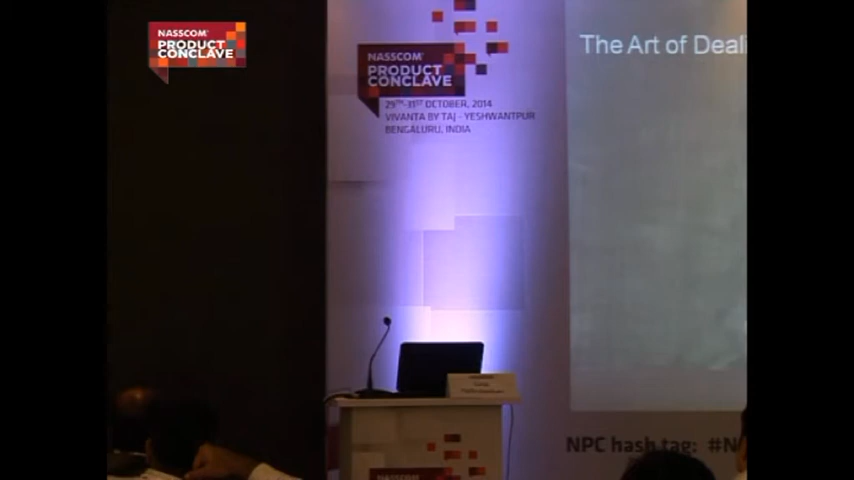 NASSCOM®
PRODUCT
CONCLAVE
NASSCOM®
PRODUCT
CONCLAVE
29TH-31ST OCTOBER, 2014
VIVANTA BY TAJ - YESHWANTPUR
BENGALURU, INDIA
The Art of Deali
NPC hash tag: #N
NASSCOM